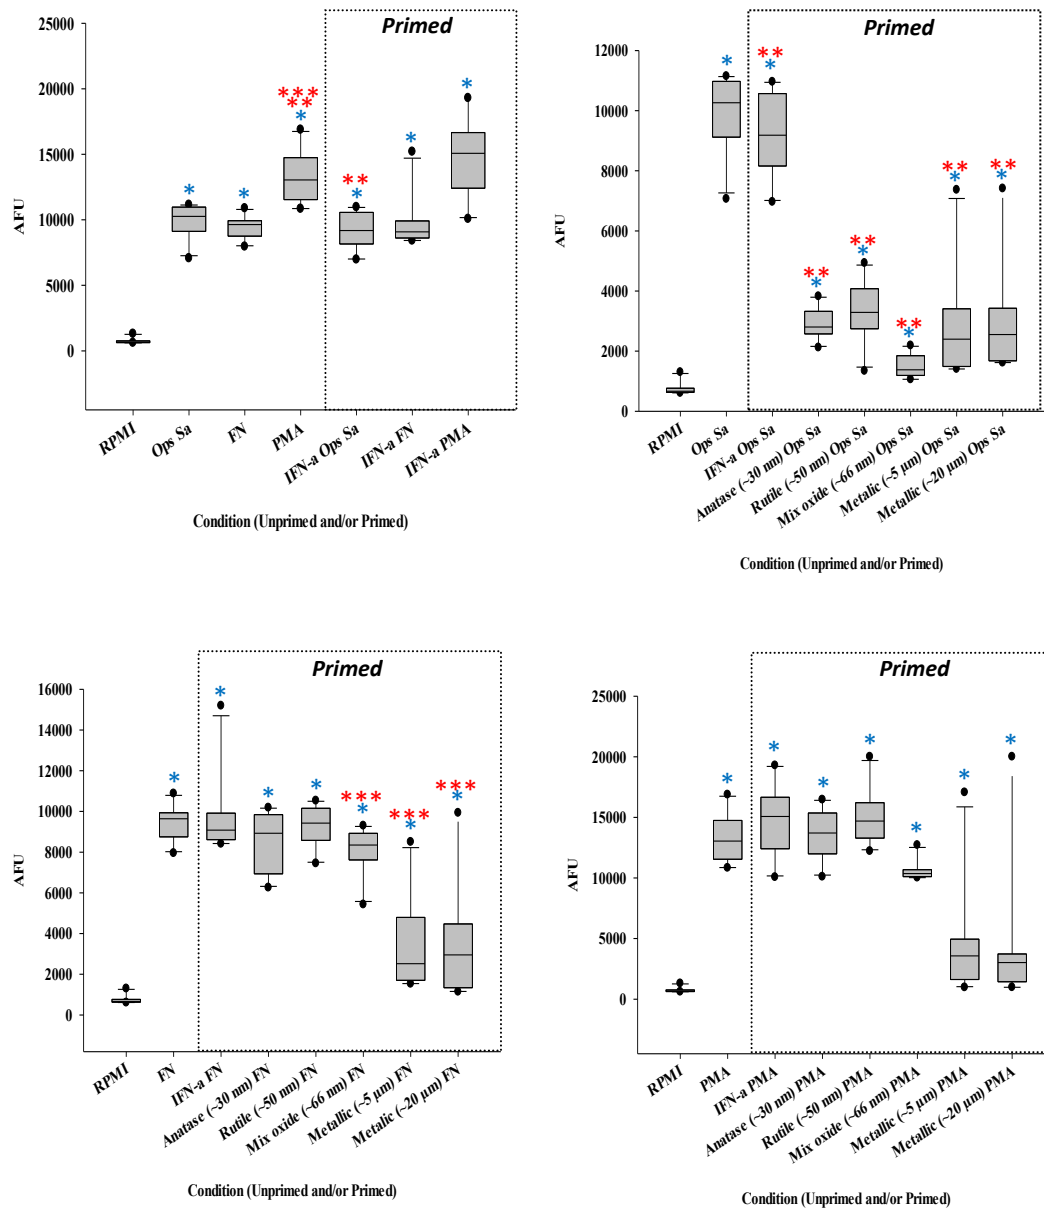 Primed
25000
20000
15000
10000
5000
0
AFU
***
**
*
*
*
**
*
*
*
RPMI
Ops Sa
FN
PMA
IFN-a Ops Sa
IFN-a FN
IFN-a PMA
Condition (Unprimed and/or Primed)
Primed
12000
10000
8000
6000
4000
2000
0
AFU
*
**
*
**
*
**
*
**
*
**
*
**
*
RPMI
Ops Sa
IFN-a Ops Sa
Anatase (~30 nm) Ops Sa
Rutile (~50 nm) Ops Sa
Mix oxide (~66 nm) Ops Sa
Metalic (~5 µm) Ops Sa
Metallic (~20 µm) Ops Sa
Condition (Unprimed and/or Primed)
Primed
16000
14000
12000
10000
8000
6000
4000
2000
0
AFU
*
*
*
*
***
*
***
*
***
*
RPMI
FN
IFN-a FN
Anatase (~30 nm) FN
Rutile (~50 nm) FN
Mix oxide (~66 nm) FN
Metallic (~5 µm) FN
Metalic (~20 µm) FN
Condition (Unprimed and/or Primed)
Primed
25000
20000
15000
10000
5000
0
AFU
*
*
*
*
*
*
*
RPMI
PMA
IFN-a PMA
Anatase (~30 nm) PMA
Rutile (~50 nm) PMA
Mix oxide (~66 nm) PMA
Metallic (~5 µm) PMA
Metallic (~20 µm) PMA
Condition (Unprimed and/or Primed)